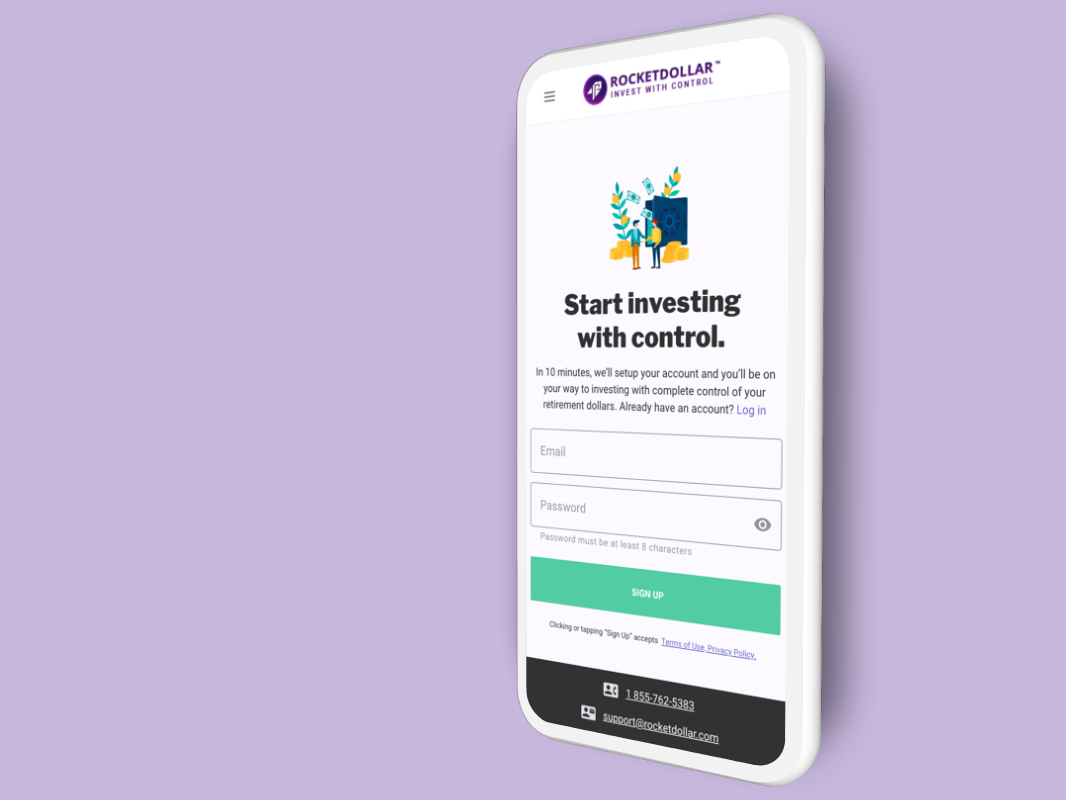 ROCKETDOLLAR™
INVEST WITH CONTROL
Start investing
with control.
In 10 minutes, we'll setup your account and you'll be on
your way to investing with complete control of your
retirement dollars. Already have an account? Log in
Email
Password
Password must be at least 8 characters
SIGN UP
Clicking or tapping "Sign Up" accepts Terms of Use, Privacy Policy.
1 855-762-5383
support@rocketdollar.com